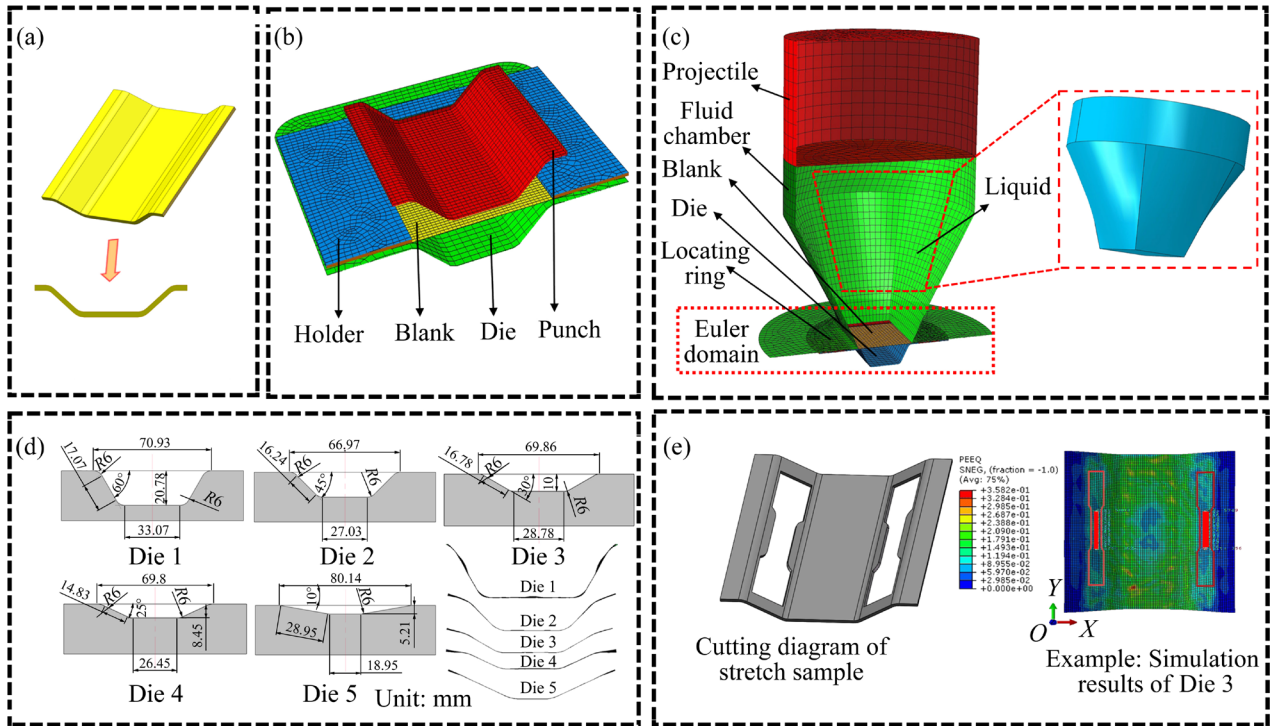 (a)
(b)
Holder
Blank
Die
Punch
(c)
Projectile
Fluid
chamber
Blank
Die
Locating
ring
Euler
domain
Liquid
(d)
70.93
17.07
R6
60°
20.78
R6
33.07
Die 1
66.97
16.24
R6
45°
R6
27.03
Die 2
69.86
16.78
R6
30°
10
R6
28.78
Die 3
69.8
14.83
R6
25°
R6
8.45
26.45
Die 4
80.14
10°
R6
28.95
5.21
18.95
Die 5
Unit: mm
Die 1
Die 2
Die 3
Die 4
Die 5
(e)
Cutting diagram of
stretch sample
PEEQ
SNEG, (fraction = -1.0)
(Avg: 75%)
+3.582e-01
+3.284e-01
+2.985e-01
+2.687e-01
+2.388e-01
+2.090e-01
+1.791e-01
+1.493e-01
+1.194e-01
+8.955e-02
+5.970e-02
+2.985e-02
+0.000e+00
Y
O
X
Example: Simulation
results of Die 3